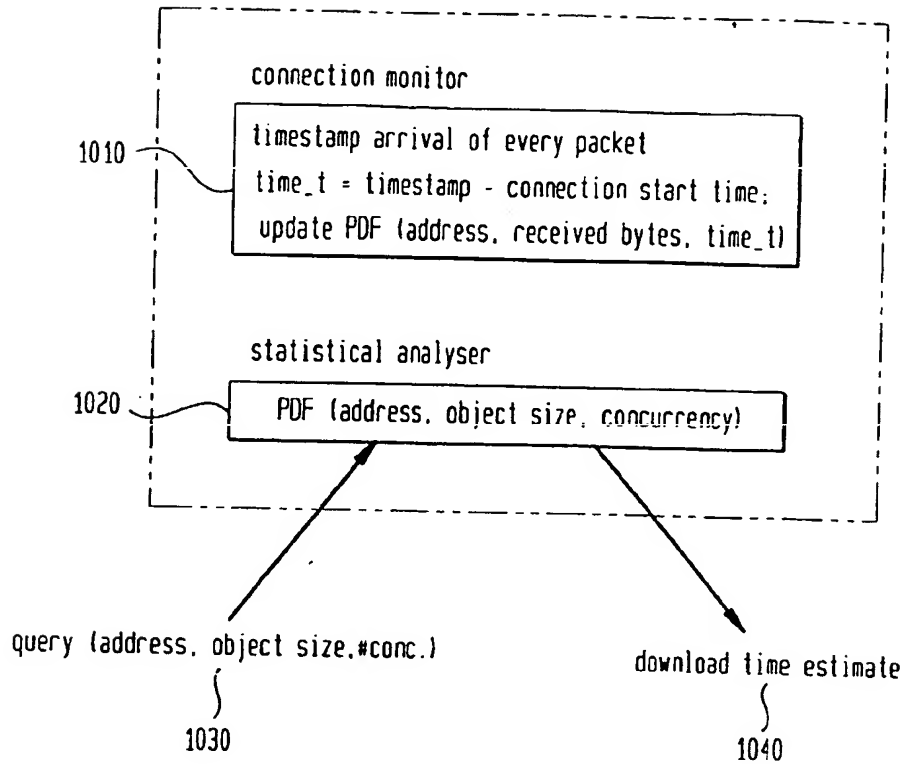 connection monitor
1010
timestamp arrival of every packet
time_t = timestamp - connection start time;
update PDF (address, received bytes, time_t)
statistical analyser
1020
PDF (address, object size, concurrency)
query (address, object size,#conc.)
download time estimate
1030
1040